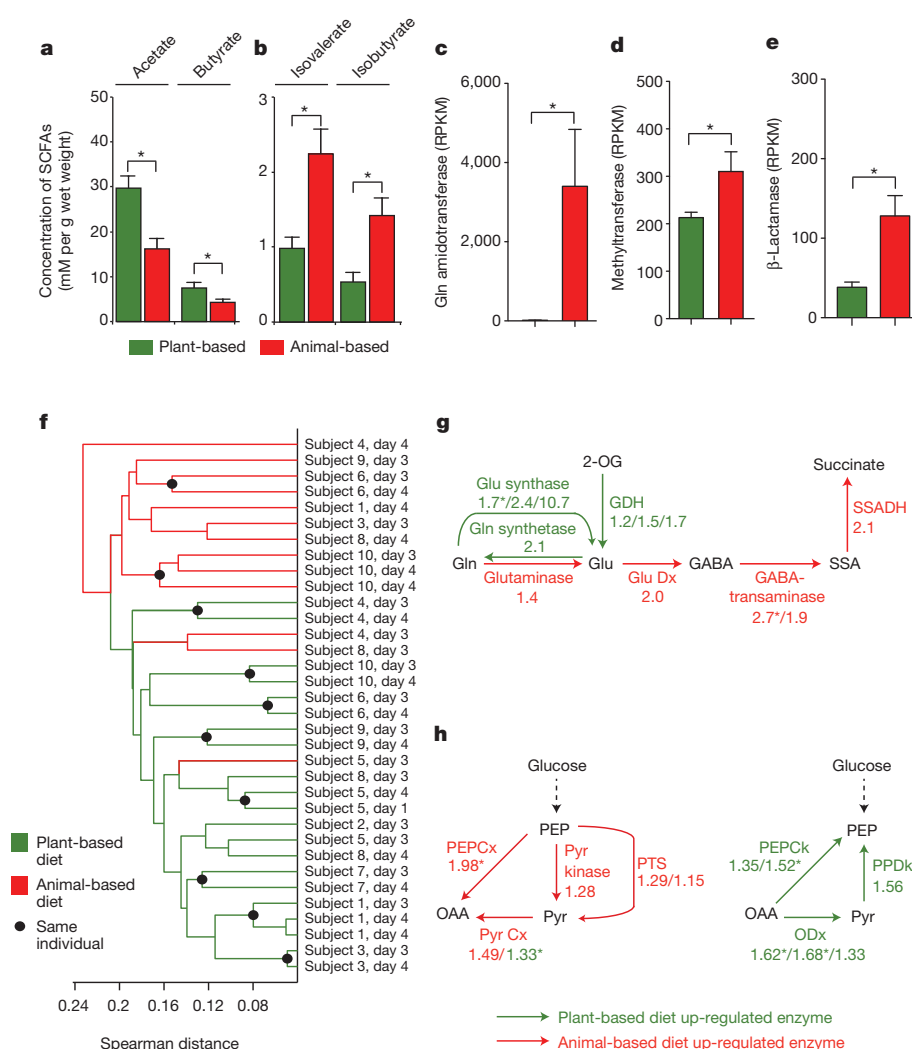 a
Acetate
Butyrate
b
Isovalerate
Isobutyrate
c
d
e
Concentration of SCFAs
(mM per g wet weight)
50
40
30
20
10
0
3
2
1
0
Gln amidotransferase (RPKM)
6,000
4,000
2,000
0
Methyltransferase (RPKM)
500
400
300
200
100
0
β-Lactamase (RPKM)
300
200
100
0
*
*
*
*
*
*
*
Plant-based
Animal-based
f
Subject 4, day 4
Subject 9, day 3
Subject 6, day 3
Subject 6, day 4
Subject 1, day 4
Subject 3, day 3
Subject 8, day 4
Subject 10, day 3
Subject 10, day 4
Subject 10, day 4
Subject 4, day 3
Subject 4, day 4
Subject 4, day 3
Subject 8, day 3
Subject 10, day 3
Subject 10, day 4
Subject 6, day 3
Subject 6, day 4
Subject 9, day 3
Subject 9, day 4
Subject 5, day 3
Subject 8, day 3
Subject 5, day 4
Subject 5, day 1
Subject 2, day 3
Subject 5, day 3
Subject 8, day 4
Subject 7, day 3
Subject 7, day 4
Subject 1, day 3
Subject 1, day 4
Subject 1, day 4
Subject 3, day 3
Subject 3, day 4
Plant-based
diet
Animal-based
diet
Same
individual
0.24
0.2
0.16
0.12
0.08
Spearman distance
g
2-OG
Succinate
Glu synthase
1.7*/2.4/10.7
GDH
1.2/1.5/1.7
SSADH
2.1
Gln synthetase
2.1
Gln
Glu
GABA
SSA
Glutaminase
1.4
Glu Dx
2.0
GABA-
transaminase
2.7*/1.9
h
Glucose
PEP
PEPCx
1.98*
Pyr
kinase
1.28
PTS
1.29/1.15
OAA
Pyr
Pyr Cx
1.49/1.33*
Glucose
PEP
PEPCk
1.35/1.52*
PPDk
1.56
OAA
Pyr
ODx
1.62*/1.68*/1.33
Plant-based diet up-regulated enzyme
Animal-based diet up-regulated enzyme